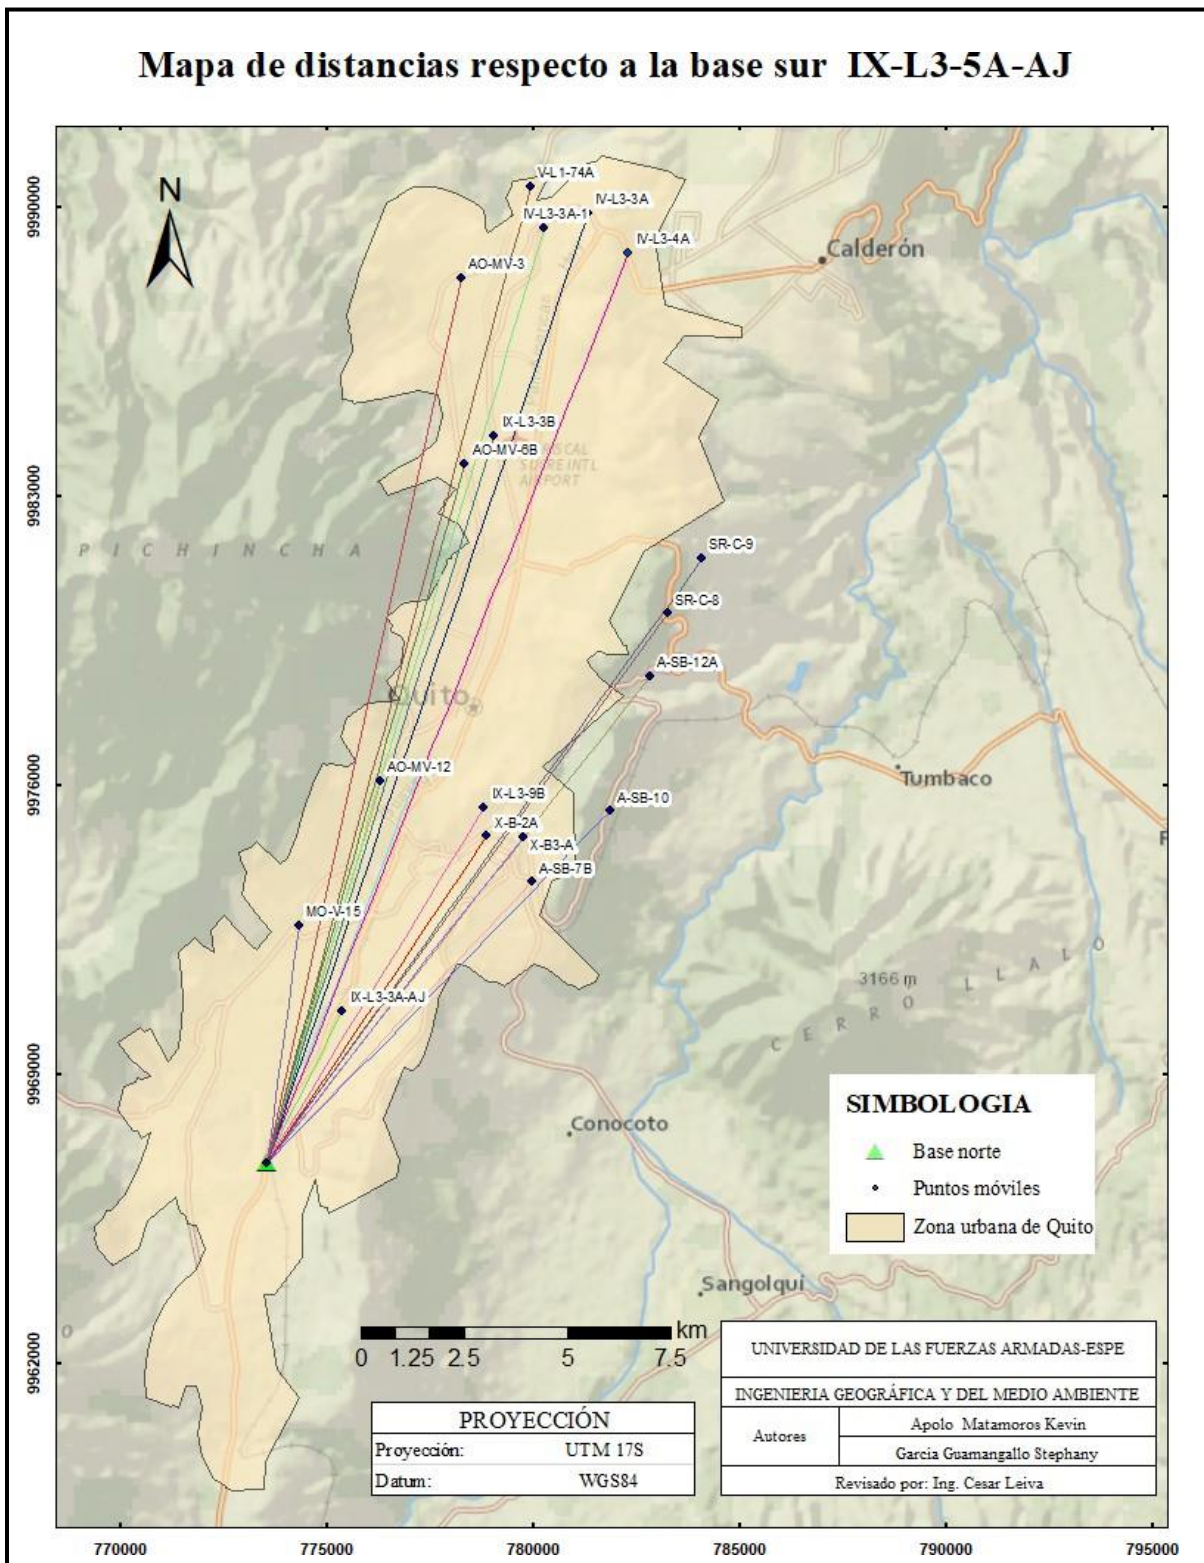 Mapa de distancias respecto a la base sur IX-L3-5A-AJ
N
V-L1-74A
IV-L3-3A
IV-L3-3A-1
IV-L3-4A
AO-MV-3
Calderón
IX-L3-3B
AO-MV-6B
AIRPORT
PICHINCHA
SR-C-9
SR-C-8
A-SB-12A
Quito
AO-MV-12
Tumbaco
IX-L3-9B
A-SB-10
X-B-2A
X-B3-A
A-SB-7B
MO-V-15
3166 m
CERRO LLALO
IX-L3-3A-AJ
Conocoto
Sangolquí
SIMBOLOGIA
Base norte
Puntos móviles
Zona urbana de Quito
km
0 1.25 2.5 5 7.5
PROYECCIÓN
Proyección: UTM 17S
Datum: WGS84
UNIVERSIDAD DE LAS FUERZAS ARMADAS-ESPE
INGENIERIA GEOGRÁFICA Y DEL MEDIO AMBIENTE
Autores
Apolo Matamoros Kevin
Garcia Guamangallo Stephany
Revisado por: Ing. Cesar Leiva
9990000
9983000
9976000
9969000
9962000
770000 775000 780000 785000 790000 795000